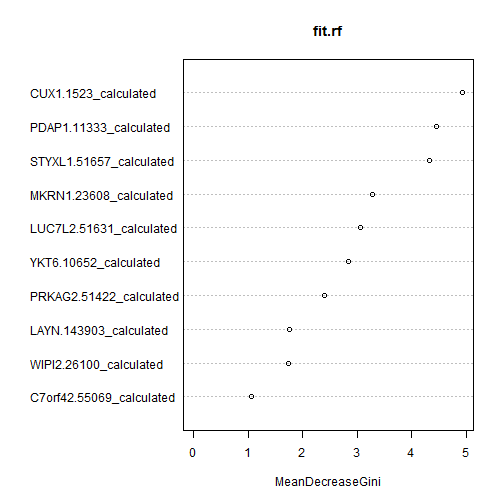 fit.rf
CUX1.1523_calculated
PDAP1.11333_calculated
STYXL1.51657_calculated
MKRN1.23608_calculated
LUC7L2.51631_calculated
YKT6.10652_calculated
PRKAG2.51422_calculated
LAYN.143903_calculated
WIPI2.26100_calculated
C7orf42.55069_calculated
0 1 2 3 4 5
MeanDecreaseGini